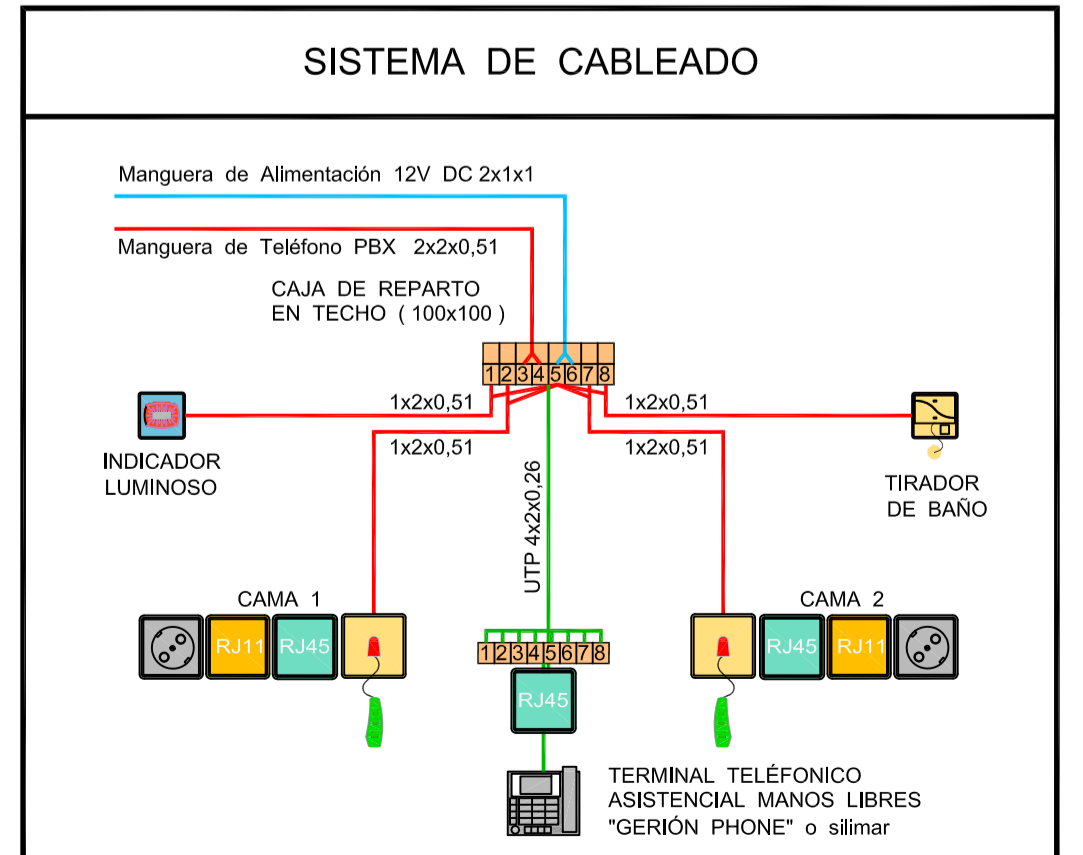 SISTEMA DE CABLEADO
Manguera de Alimentación 12V DC 2x1x1
Manguera de Teléfono PBX 2x2x0,51
CAJA DE REPARTO
EN TECHO ( 100x100 )
1 2 3 4 5 6 7 8
1x2x0,51
1x2x0,51
1x2x0,51
1x2x0,51
INDICADOR
LUMINOSO
TIRADOR
DE BAÑO
UTP 4x2x0,26
CAMA 1
RJ11
RJ45
CAMA 2
RJ45
RJ11
1 2 3 4 5 6 7 8
RJ45
TERMINAL TELÉFONICO
ASISTENCIAL MANOS LIBRES
"GERIÓN PHONE" o silimar